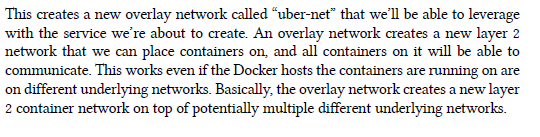 This creates a new overlay network called “uber-net” that we’ll be able to leverage
with the service we’re about to create. An overlay network creates a new layer 2
network that we can place containers on, and all containers on it will be able to
communicate. This works even if the Docker hosts the containers are running on are
on different underlying networks. Basically, the overlay network creates a new layer
2 container network on top of potentially multiple different underlying networks.